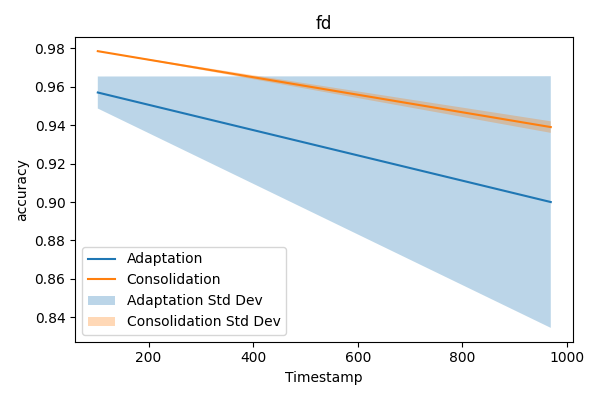 fd
0.98
0.96
0.94
0.92
0.90
0.88
0.86
0.84
accuracy
Adaptation
Consolidation
Adaptation Std Dev
Consolidation Std Dev
200
400
600
800
1000
Timestamp